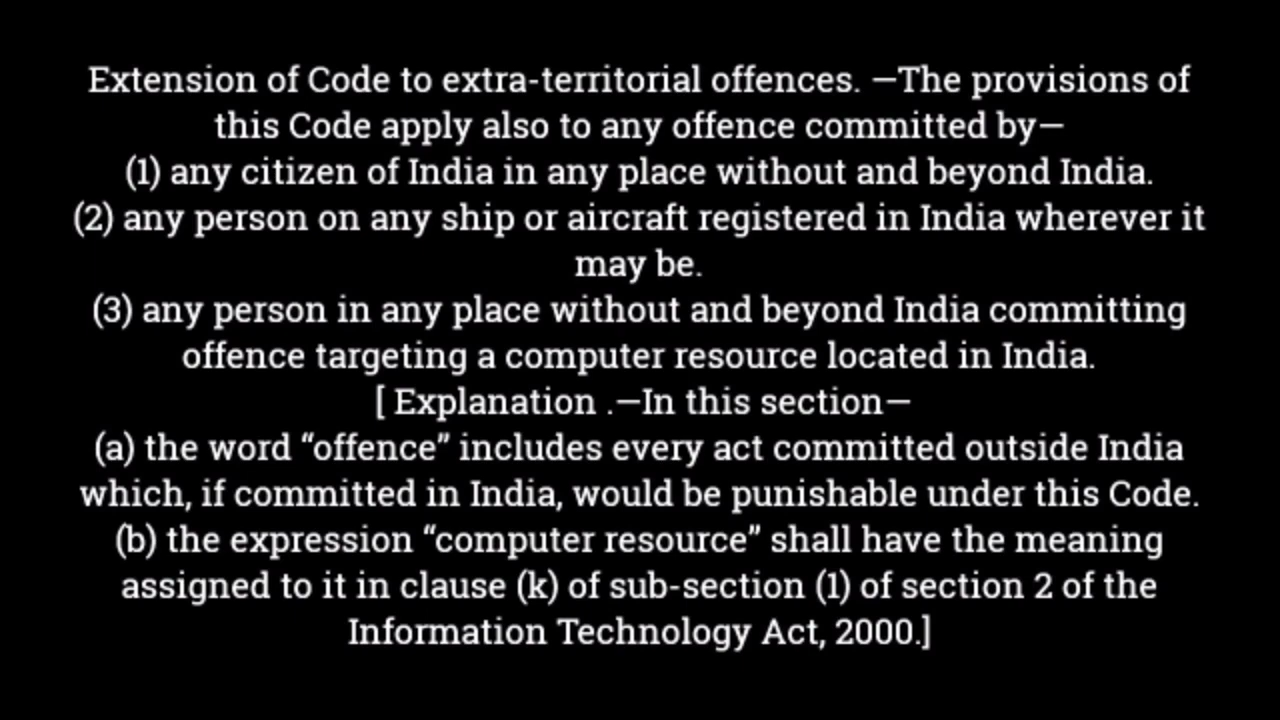 Extension of Code to extra-territorial offences. —The provisions of
this Code apply also to any offence committed by—
(1) any citizen of India in any place without and beyond India.
(2) any person on any ship or aircraft registered in India wherever it
may be.
(3) any person in any place without and beyond India committing
offence targeting a computer resource located in India.
[ Explanation .—In this section—
(a) the word “offence” includes every act committed outside India
which, if committed in India, would be punishable under this Code.
(b) the expression “computer resource” shall have the meaning
assigned to it in clause (k) of sub-section (1) of section 2 of the
Information Technology Act, 2000.]